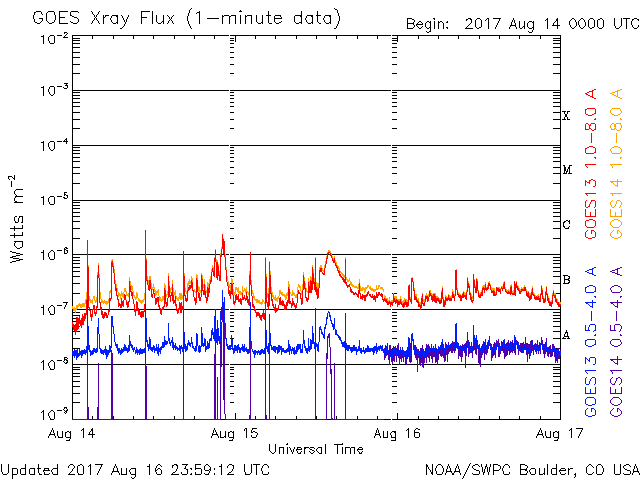 GOES Xray Flux (1-minute data)
Begin: 2017 Aug 14 0000 UTC
10-2
10-3
10-4
10-5
10-6
10-7
10-8
10-9
Watts m-2
X
M
C
B
A
GOES13 1.0-8.0 A
GOES14 1.0-8.0 A
GOES13 0.5-4.0 A
GOES14 0.5-4.0 A
Aug 14
Aug 15
Aug 16
Aug 17
Universal Time
Updated 2017 Aug 16 23:59:12 UTC
NOAA/SWPC Boulder, CO USA